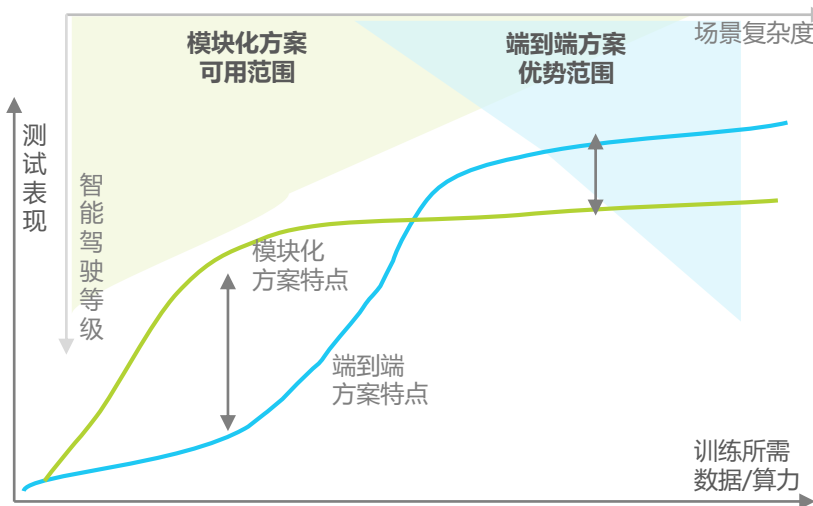 模块化方案
可用范围
端到端方案
优势范围
场景复杂度
测试表现
智能驾驶等级
模块化
方案特点
端到端
方案特点
训练所需
数据/算力